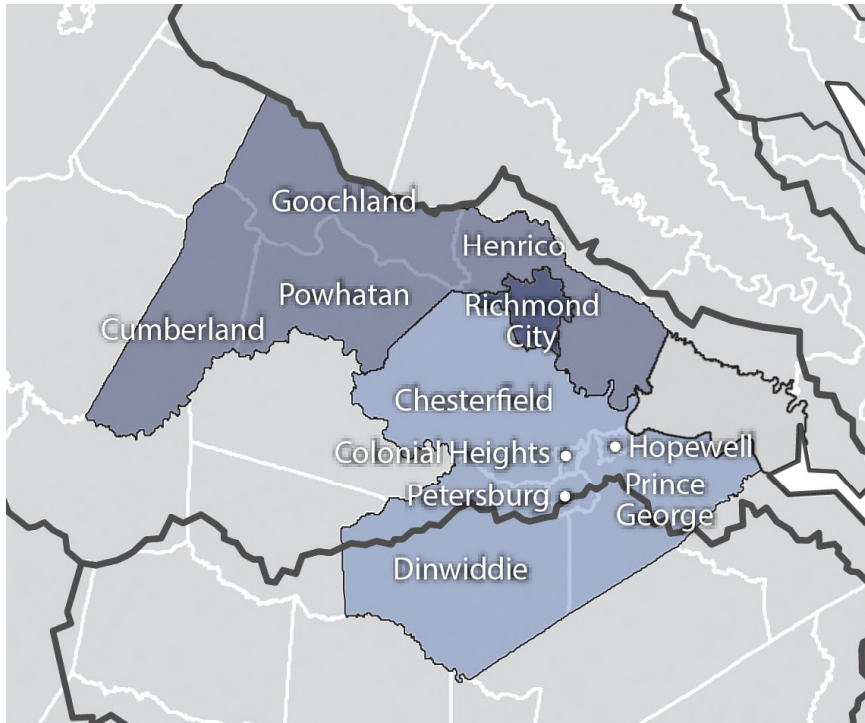 Goochland
Henrico
Powhatan
Richmond
City
Cumberland
Chesterfield
Colonial Heights
Hopewell
Petersburg
Prince
George
Dinwiddie